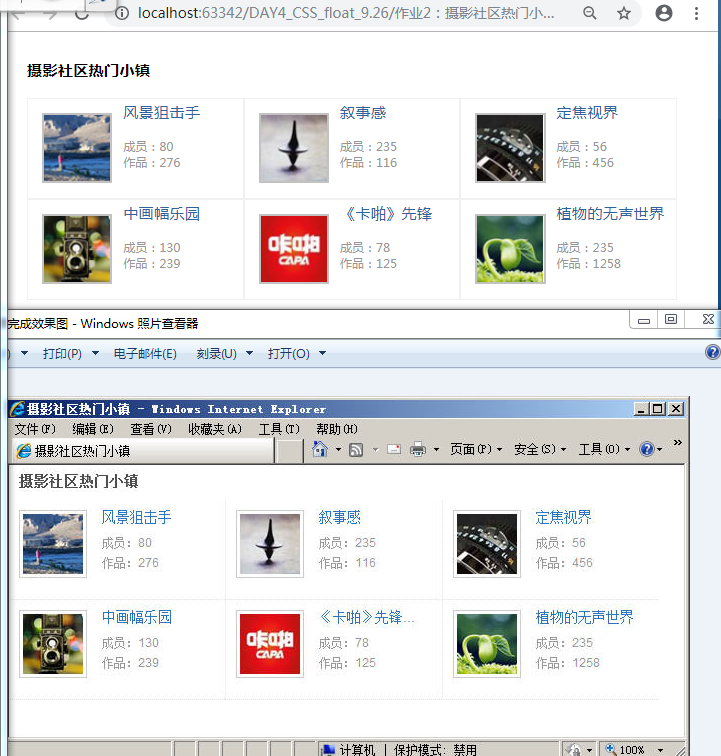 localhost:63342/DAY4_CSS_float_9.26/作业2：摄影社区热门小...
摄影社区热门小镇
风景狙击手
成员：80
作品：276
叙事感
成员：235
作品：116
定焦视界
成员：56
作品：456
中画幅乐园
成员：130
作品：239
《卡啪》先锋
成员：78
作品：125
咔啪
CAPA
植物的无声世界
成员：235
作品：1258
完成效果图 - Windows 照片查看器
打印(P) 电子邮件(E) 刻录(U) 打开(O)
摄影社区热门小镇 - Windows Internet Explorer
文件(F) 编辑(E) 查看(V) 收藏夹(A) 工具(T) 帮助(H)
摄影社区热门小镇 页面(P) 安全(S) 工具(O) »
摄影社区热门小镇
风景狙击手
成员：80
作品：276
叙事感
成员：235
作品：116
定焦视界
成员：56
作品：456
中画幅乐园
成员：130
作品：239
咔啪
CAPA
《卡啪》先锋...
成员：78
作品：125
植物的无声世界
成员：235
作品：1258
计算机 | 保护模式: 禁用 100%